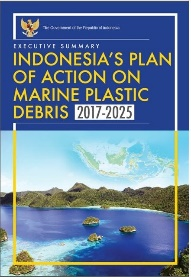 The Government of the Republic of Indonesia
EXECUTIVE SUMMARY
INDONESIA'S PLAN
OF ACTION ON
MARINE PLASTIC
DEBRIS 2017-2025